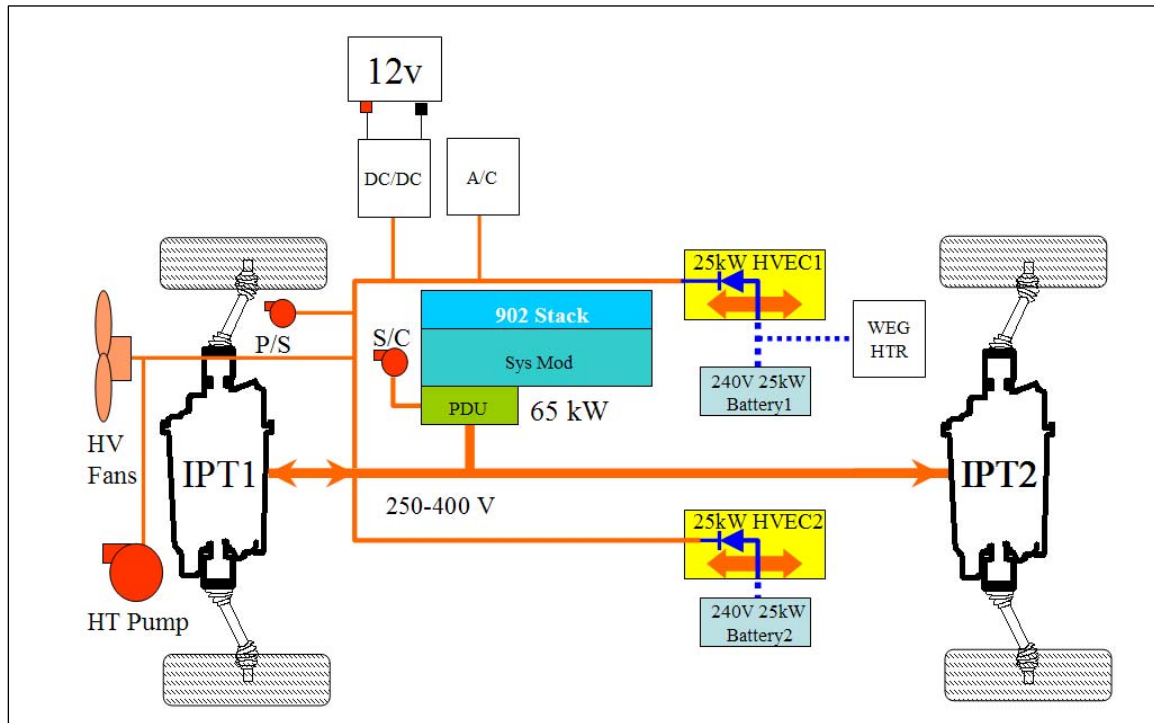 12v
DC/DC
A/C
25kW HVEC1
902 Stack
P/S
S/C
Sys Mod
WEG
HTR
240V 25kW
Battery1
PDU
65 kW
HV
Fans
IPT1
IPT2
250-400 V
25kW HVEC2
HT Pump
240V 25kW
Battery2